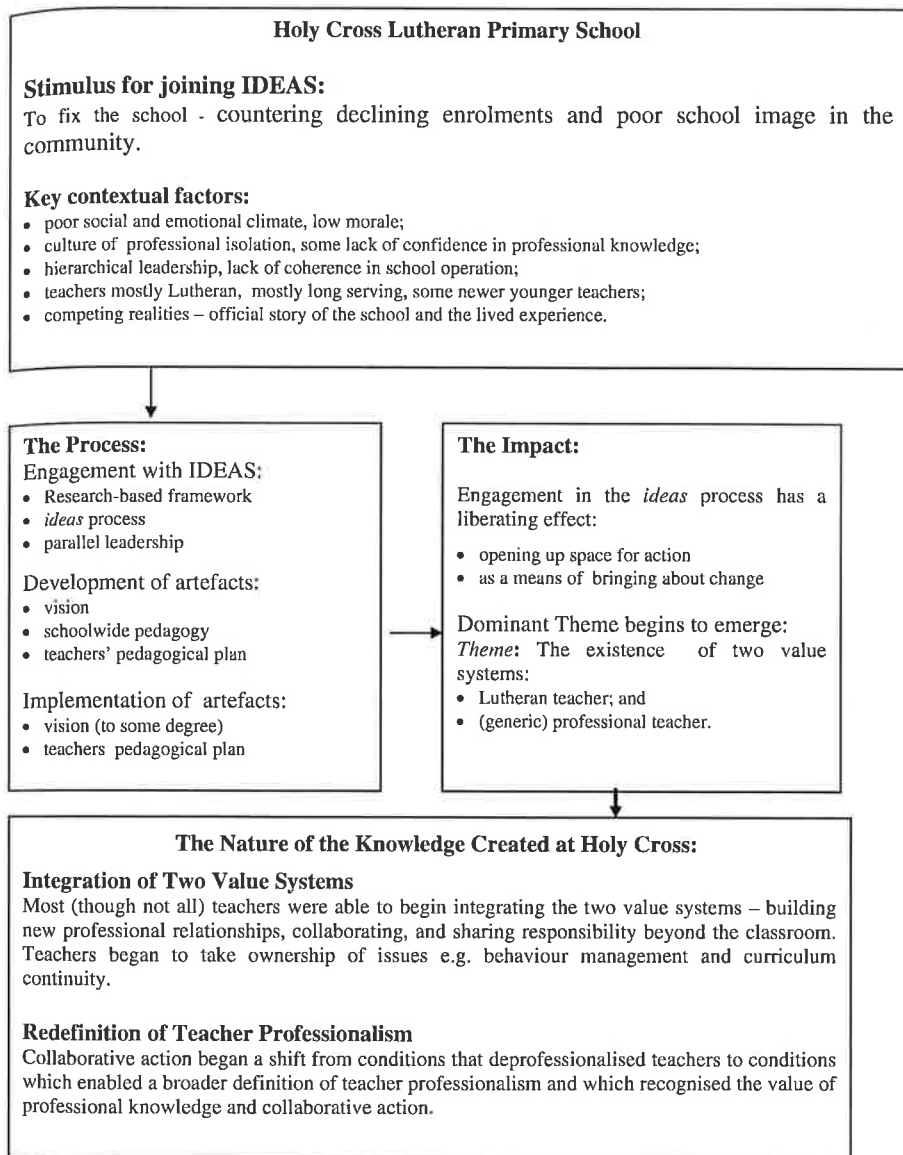 Holy Cross Lutheran Primary School
Stimulus for joining IDEAS:
To fix the school - countering declining enrolments and poor school image in the
community.
Key contextual factors:
• poor social and emotional climate, low morale;
• culture of professional isolation, some lack of confidence in professional knowledge;
• hierarchical leadership, lack of coherence in school operation;
• teachers mostly Lutheran, mostly long serving, some newer younger teachers;
• competing realities – official story of the school and the lived experience.
The Process:
Engagement with IDEAS:
• Research-based framework
• ideas process
• parallel leadership
Development of artefacts:
• vision
• schoolwide pedagogy
• teachers' pedagogical plan
Implementation of artefacts:
• vision (to some degree)
• teachers pedagogical plan
The Impact:
Engagement in the ideas process has a
liberating effect:
• opening up space for action
• as a means of bringing about change
Dominant Theme begins to emerge:
Theme: The existence of two value
systems:
• Lutheran teacher; and
• (generic) professional teacher.
The Nature of the Knowledge Created at Holy Cross:
Integration of Two Value Systems
Most (though not all) teachers were able to begin integrating the two value systems – building
new professional relationships, collaborating, and sharing responsibility beyond the classroom.
Teachers began to take ownership of issues e.g. behaviour management and curriculum
continuity.
Redefinition of Teacher Professionalism
Collaborative action began a shift from conditions that deprofessionalised teachers to conditions
which enabled a broader definition of teacher professionalism and which recognised the value of
professional knowledge and collaborative action.